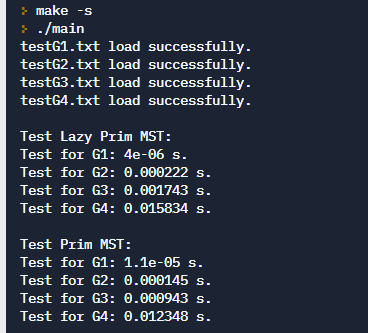 > make -s
> ./main
testG1.txt load successfully.
testG2.txt load successfully.
testG3.txt load successfully.
testG4.txt load successfully.
Test Lazy Prim MST:
Test for G1: 4e-06 s.
Test for G2: 0.000222 s.
Test for G3: 0.001743 s.
Test for G4: 0.015834 s.
Test Prim MST:
Test for G1: 1.1e-05 s.
Test for G2: 0.000145 s.
Test for G3: 0.000943 s.
Test for G4: 0.012348 s.